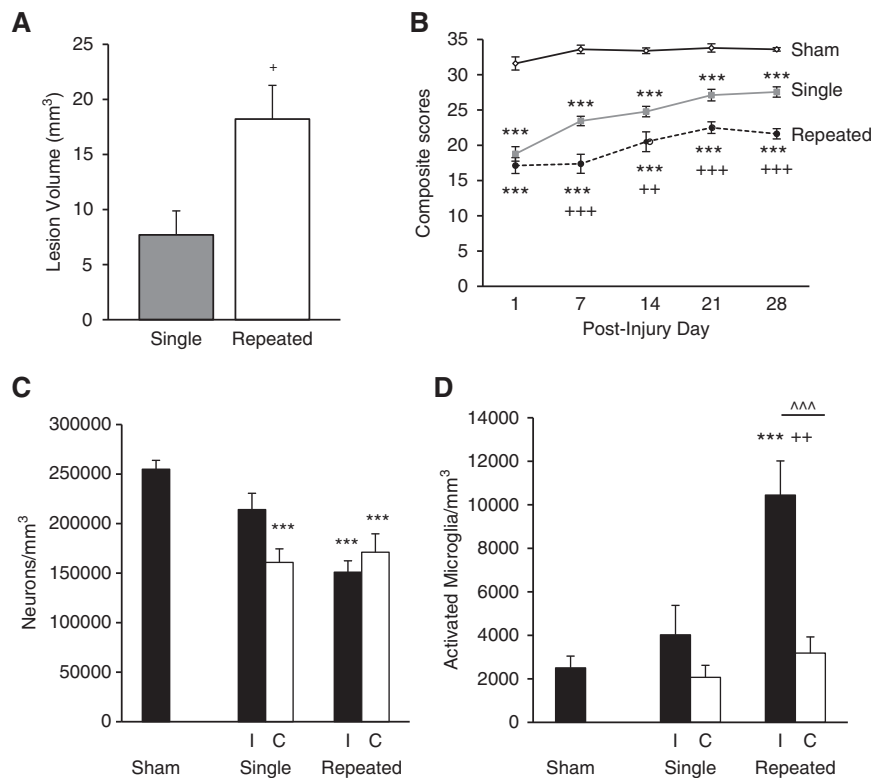 A
Lesion Volume (mm³)
25
20
15
10
5
0
+
Single
Repeated
B
Composite scores
35
30
25
20
15
10
5
0
Sham
Single
Repeated
***
***
***
***
***
***
***
***
***
***
+++
++
+++
+++
1
7
14
21
28
Post-Injury Day
C
Neurons/mm³
300000
250000
200000
150000
100000
50000
0
***
***
***
I C
I C
Sham
Single
Repeated
D
Activated Microglia/mm³
14000
12000
10000
8000
6000
4000
2000
0
^^^
*** ++
I C
I C
Sham
Single
Repeated